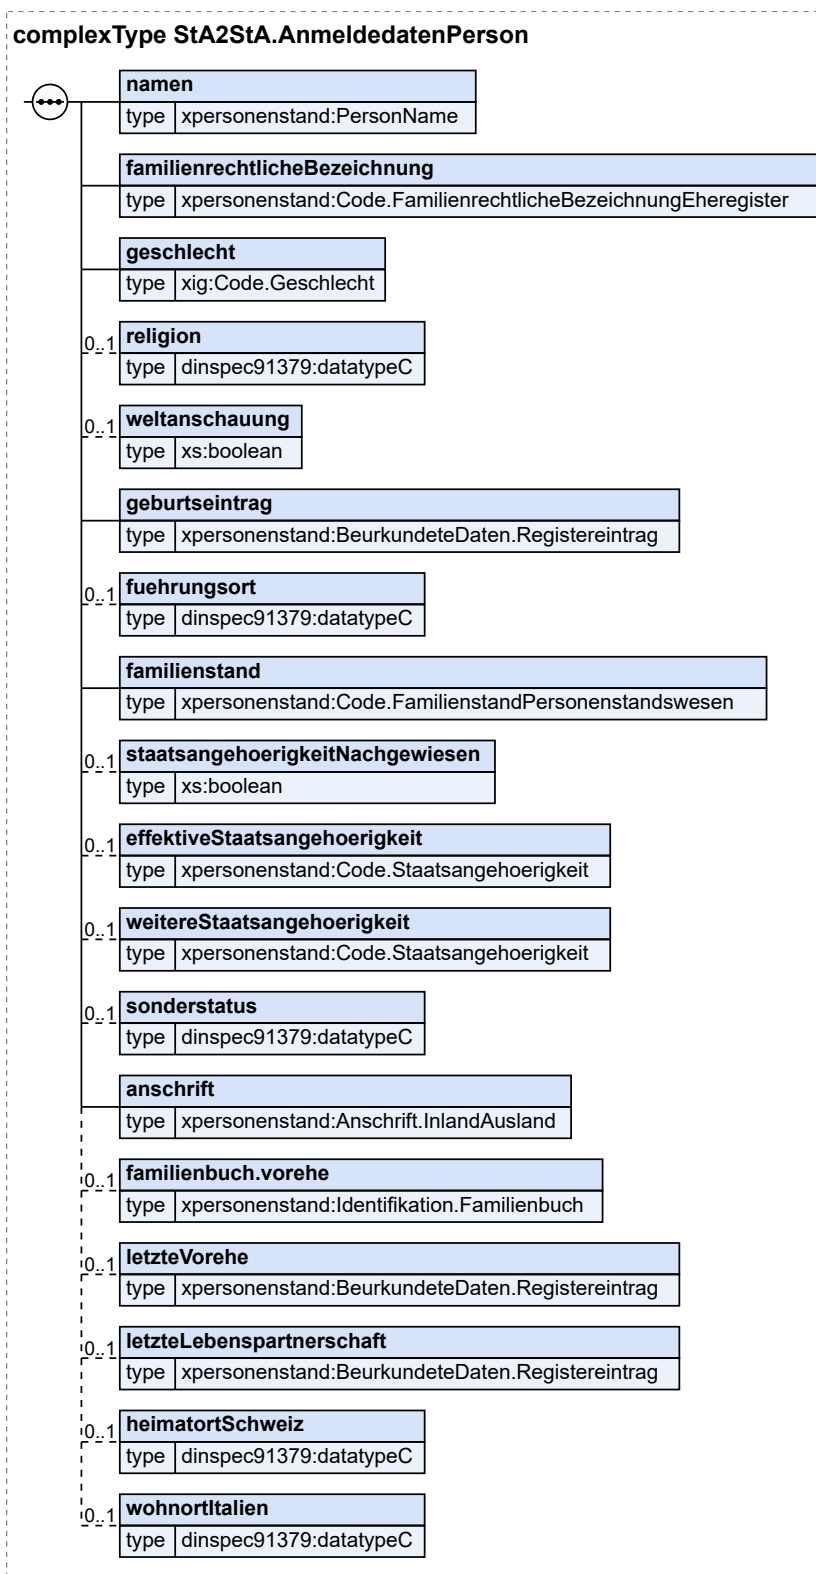 complexType StA2StA.AnmeldedatenPerson
namen
type xpersonenstand:PersonName
familienrechtlicheBezeichnung
type xpersonenstand:Code.FamilienrechtlicheBezeichnungEheregister
geschlecht
type xig:Code.Geschlecht
0..1 religion
type dinspec91379:datatypeC
0..1 weltanschauung
type xs:boolean
geburtseintrag
type xpersonenstand:BeurkundeteDaten.Registereintrag
0..1 fuehrungsort
type dinspec91379:datatypeC
familienstand
type xpersonenstand:Code.FamilienstandPersonenstandswesen
0..1 staatsangehoerigkeitNachgewiesen
type xs:boolean
0..1 effektiveStaatsangehoerigkeit
type xpersonenstand:Code.Staatsangehoerigkeit
0..1 weitereStaatsangehoerigkeit
type xpersonenstand:Code.Staatsangehoerigkeit
0..1 sonderstatus
type dinspec91379:datatypeC
anschrift
type xpersonenstand:Anschrift.InlandAusland
0..1 familienbuch.vorehe
type xpersonenstand:Identifikation.Familienbuch
0..1 letzteVorehe
type xpersonenstand:BeurkundeteDaten.Registereintrag
0..1 letzteLebenspartnerschaft
type xpersonenstand:BeurkundeteDaten.Registereintrag
0..1 heimatortSchweiz
type dinspec91379:datatypeC
0..1 wohnortItalien
type dinspec91379:datatypeC